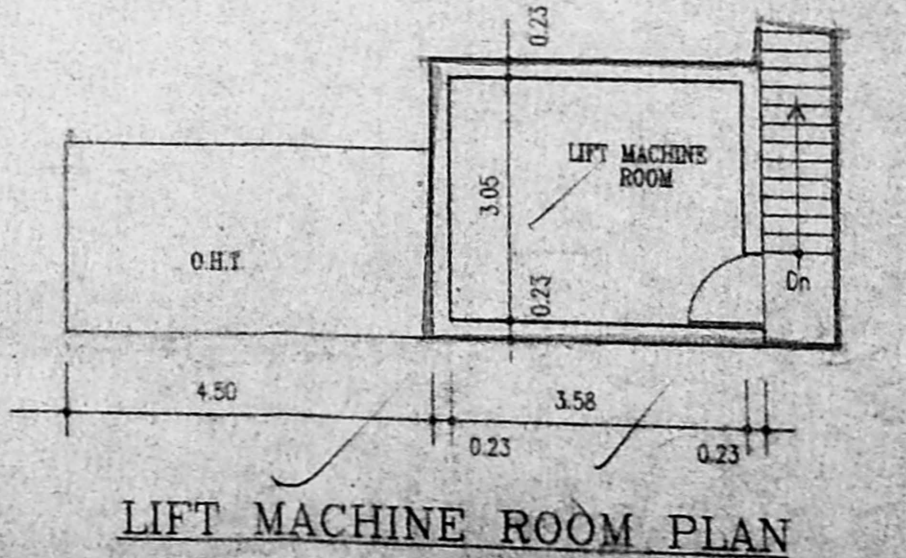 0.23
LIFT MACHINE
ROOM
3.05
O.H.T.
0.23
Dn
4.50
3.58
0.23
0.23
LIFT MACHINE ROOM PLAN